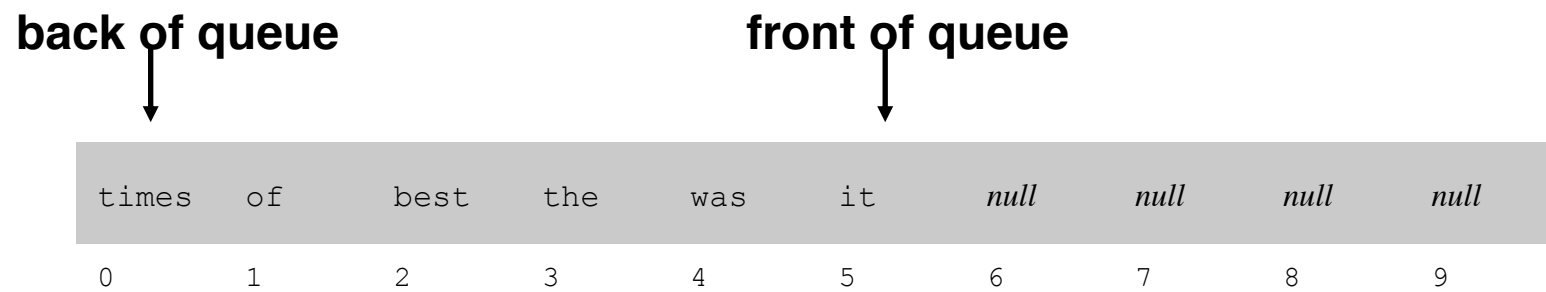 back of queue front of queue
times of best the was it null null null null
0 1 2 3 4 5 6 7 8 9